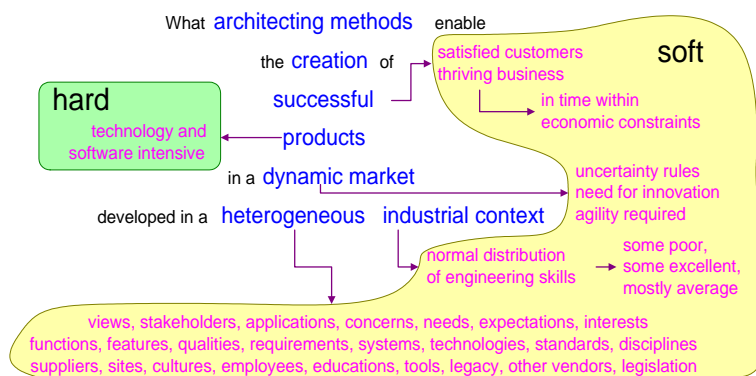 What architecting methods enable
the creation of
successful
products
in a dynamic market
developed in a heterogeneous industrial context
hard
technology and
software intensive
soft
satisfied customers
thriving business
in time within
economic constraints
uncertainty rules
need for innovation
agility required
normal distribution
of engineering skills
some poor,
some excellent,
mostly average
views, stakeholders, applications, concerns, needs, expectations, interests
functions, features, qualities, requirements, systems, technologies, standards, disciplines
suppliers, sites, cultures, employees, educations, tools, legacy, other vendors, legislation